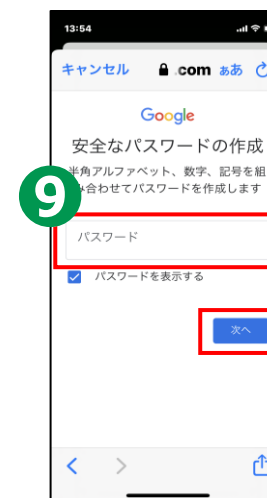 13:54
キャンセル .com ああ
Google
安全なパスワードの作成
半角アルファベット、数字、記号を組
み合わせてパスワードを作成します
9
パスワード
パスワードを表示する
次へ